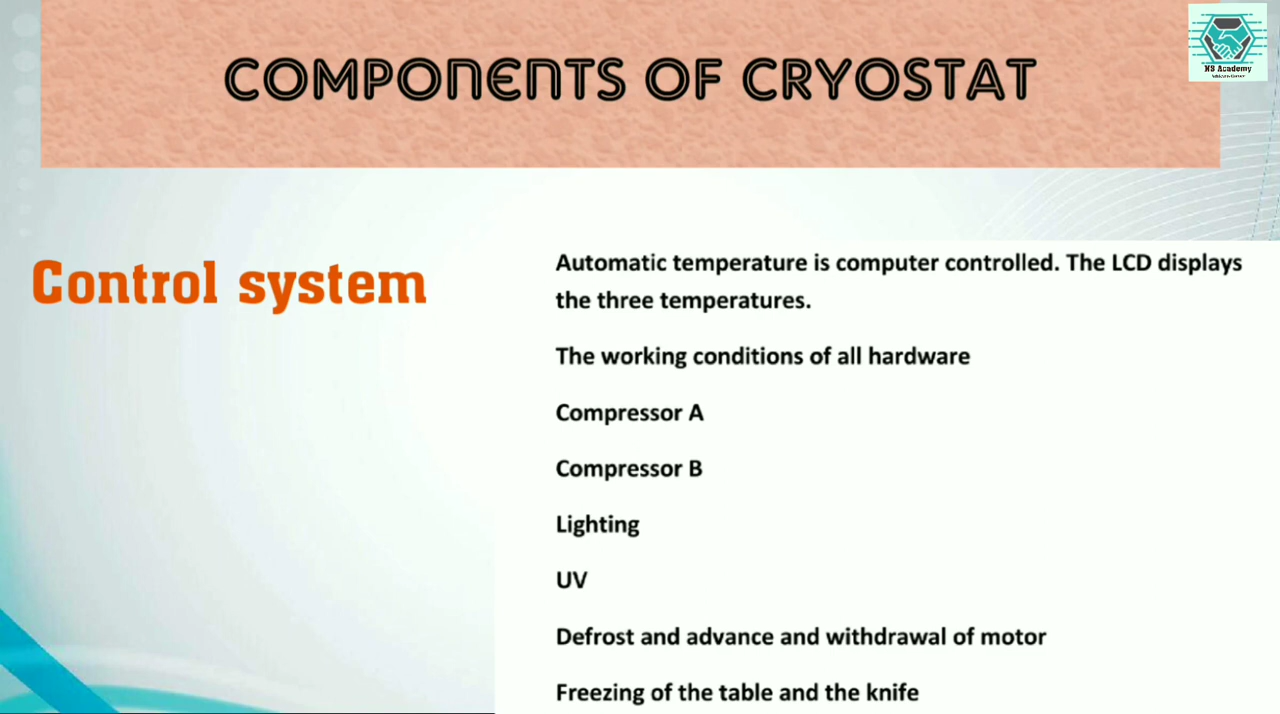 COMPONENTS OF CRYOSTAT
NS Academy
Control system
Automatic temperature is computer controlled. The LCD displays
the three temperatures.
The working conditions of all hardware
Compressor A
Compressor B
Lighting
UV
Defrost and advance and withdrawal of motor
Freezing of the table and the knife